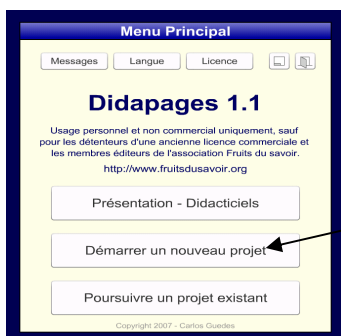 Menu Principal
Messages
Langue
Licence
Didapages 1.1
Usage personnel et non commercial uniquement, sauf
pour les détenteurs d'une ancienne licence commerciale et
les membres éditeurs de l'association Fruits du savoir.
http://www.fruitsdusavoir.org
Présentation - Didacticiels
Démarrer un nouveau projet
Poursuivre un projet existant
Copyright 2007 - Carlos Guedes